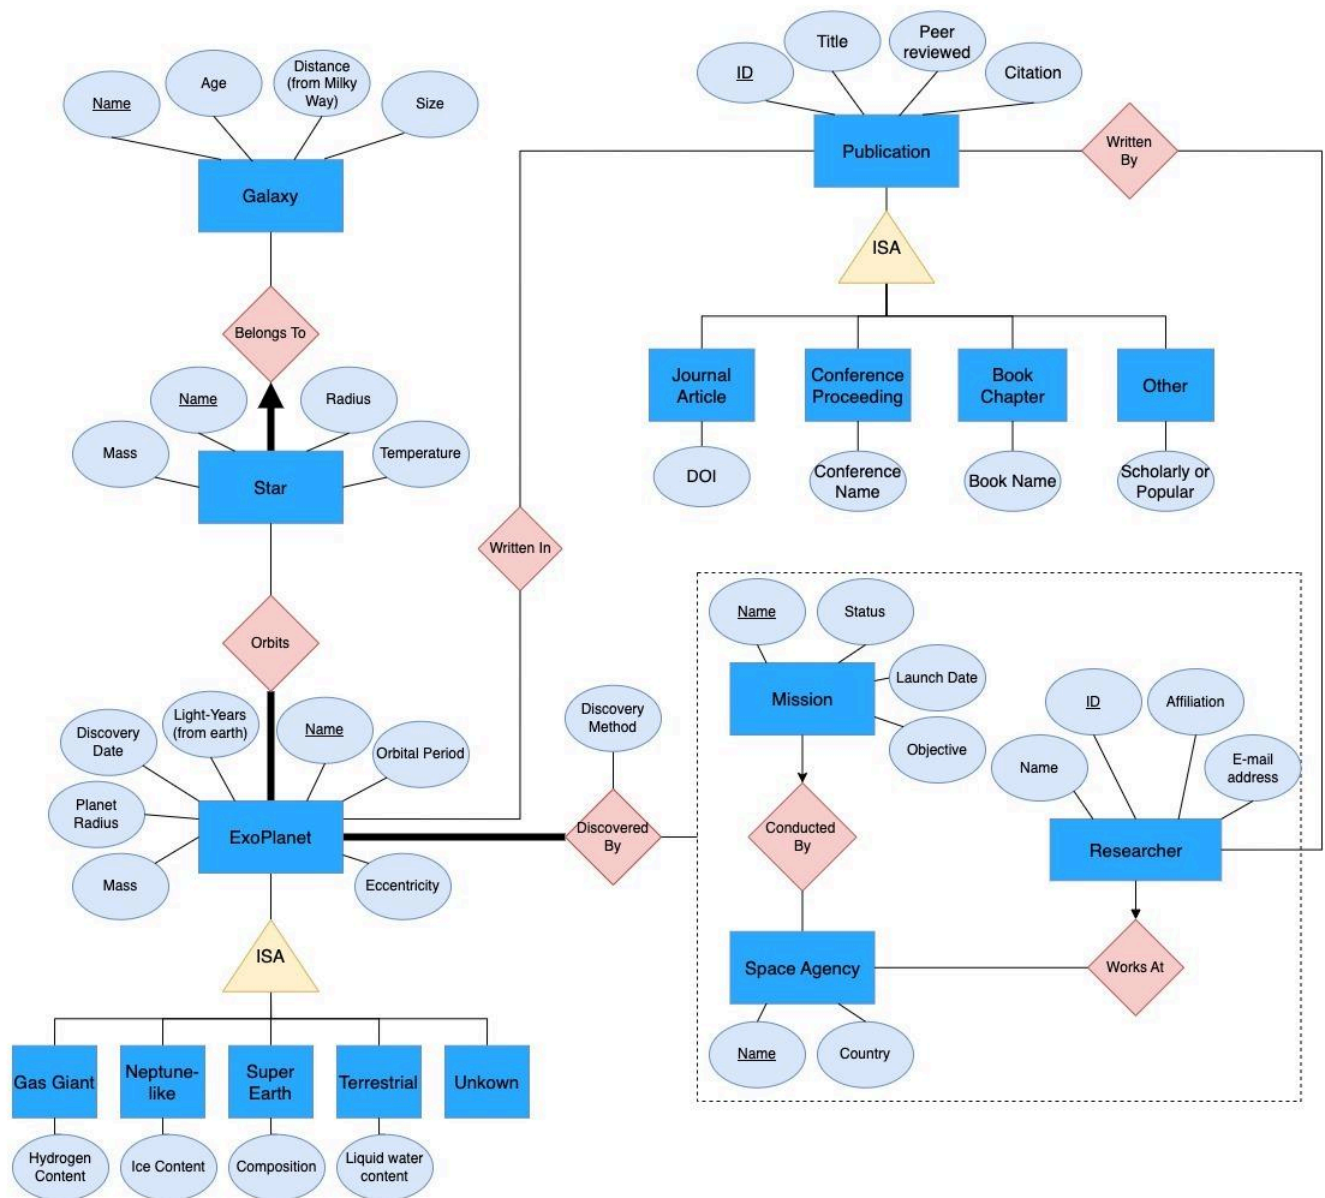 Name
Age
Distance
(from Milky
Way)
Size
Galaxy
Belongs To
Mass
Name
Radius
Temperature
Star
Orbits
Discovery
Date
Light-Years
(from earth)
Name
Orbital Period
Planet
Radius
Mass
Eccentricity
ExoPlanet
ISA
Gas Giant
Neptune-
like
Super
Earth
Terrestrial
Unkown
Hydrogen
Content
Ice Content
Composition
Liquid water
content
ID
Title
Peer
reviewed
Citation
Publication
Written
By
ISA
Journal
Article
Conference
Proceeding
Book
Chapter
Other
DOI
Conference
Name
Book Name
Scholarly or
Popular
Written In
Discovery
Method
Discovered
By
Name
Status
Launch Date
Objective
Mission
Conducted
By
Space Agency
Name
Country
ID
Affiliation
Name
E-mail
address
Researcher
Works At